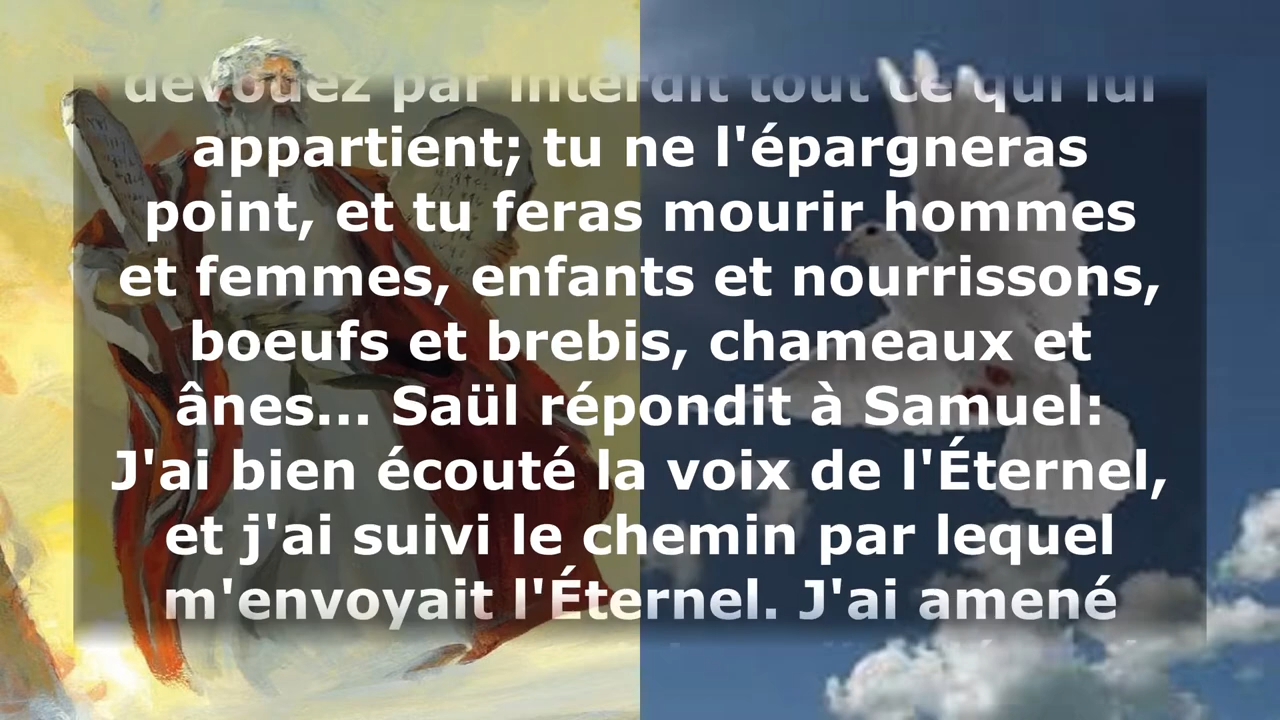 dévouez par interdit tout ce qui lui
appartient; tu ne l'épargneras
point, et tu feras mourir hommes
et femmes, enfants et nourrissons,
boeufs et brebis, chameaux et
ânes... Saül répondit à Samuel:
J'ai bien écouté la voix de l'Éternel,
et j'ai suivi le chemin par lequel
m'envoyait l'Éternel. J'ai amené